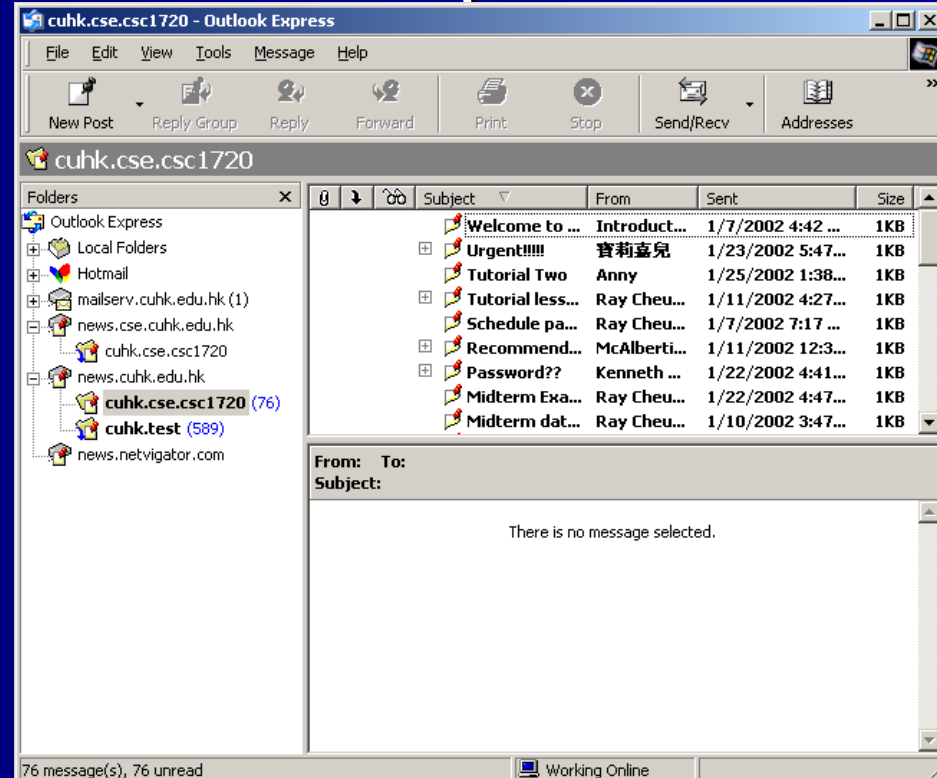 cuhk.cse.csc1720 - Outlook Express
File Edit View Tools Message Help
New Post Reply Group Reply Forward Print Stop Send/Recv Addresses »
cuhk.cse.csc1720
Folders
Outlook Express
Local Folders
Hotmail
mailserv.cuhk.edu.hk (1)
news.cse.cuhk.edu.hk
cuhk.cse.csc1720
news.cuhk.edu.hk
cuhk.cse.csc1720 (76)
cuhk.test (589)
news.netvigator.com
Subject From Sent Size
Welcome to ... Introduct... 1/7/2002 4:42 ... 1KB
Urgent!!!!! 寶莉嘉兒 1/23/2002 5:47... 1KB
Tutorial Two Anny 1/25/2002 1:38... 1KB
Tutorial less... Ray Cheu... 1/11/2002 4:27... 1KB
Schedule pa... Ray Cheu... 1/7/2002 7:17 ... 1KB
Recommend... McAlberti... 1/11/2002 12:3... 1KB
Password?? Kenneth ... 1/22/2002 4:41... 1KB
Midterm Exa... Ray Cheu... 1/22/2002 4:47... 1KB
Midterm dat... Ray Cheu... 1/10/2002 3:47... 1KB
From: To:
Subject:
There is no message selected.
76 message(s), 76 unread
Working Online